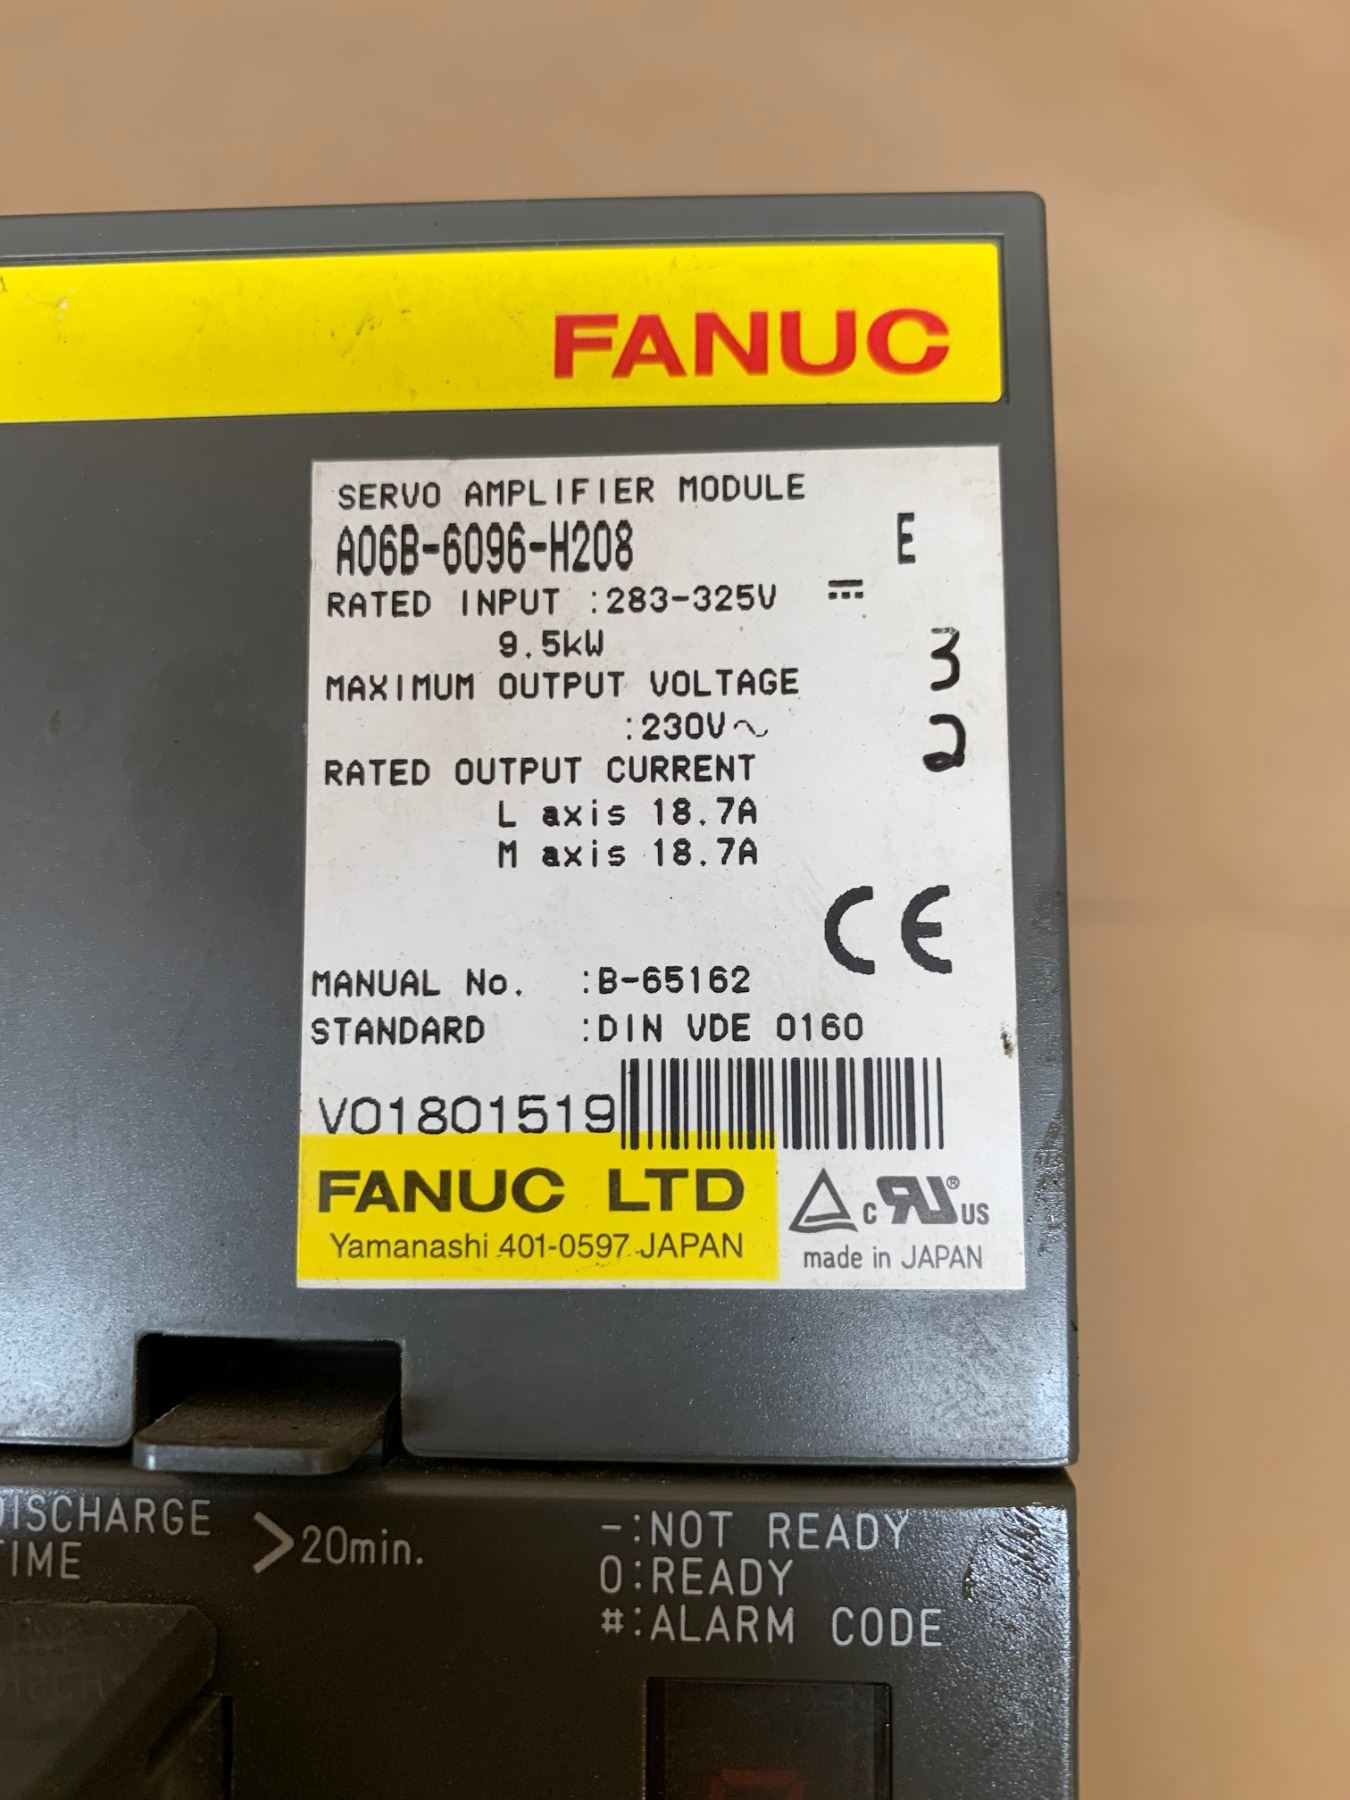 FANUC
SERVO AMPLIFIER MODULE
A06B-6096-H208 E
RATED INPUT :283-325V ⎓
9.5kW
3
MAXIMUM OUTPUT VOLTAGE
:230V~
2
RATED OUTPUT CURRENT
L axis 18.7A
M axis 18.7A
CE
MANUAL No. :B-65162
STANDARD :DIN VDE 0160
V01801519
FANUC LTD
Yamanashi 401-0597 JAPAN
c RU® US
made in JAPAN
DISCHARGE
TIME
>20min.
-:NOT READY
0:READY
#:ALARM CODE